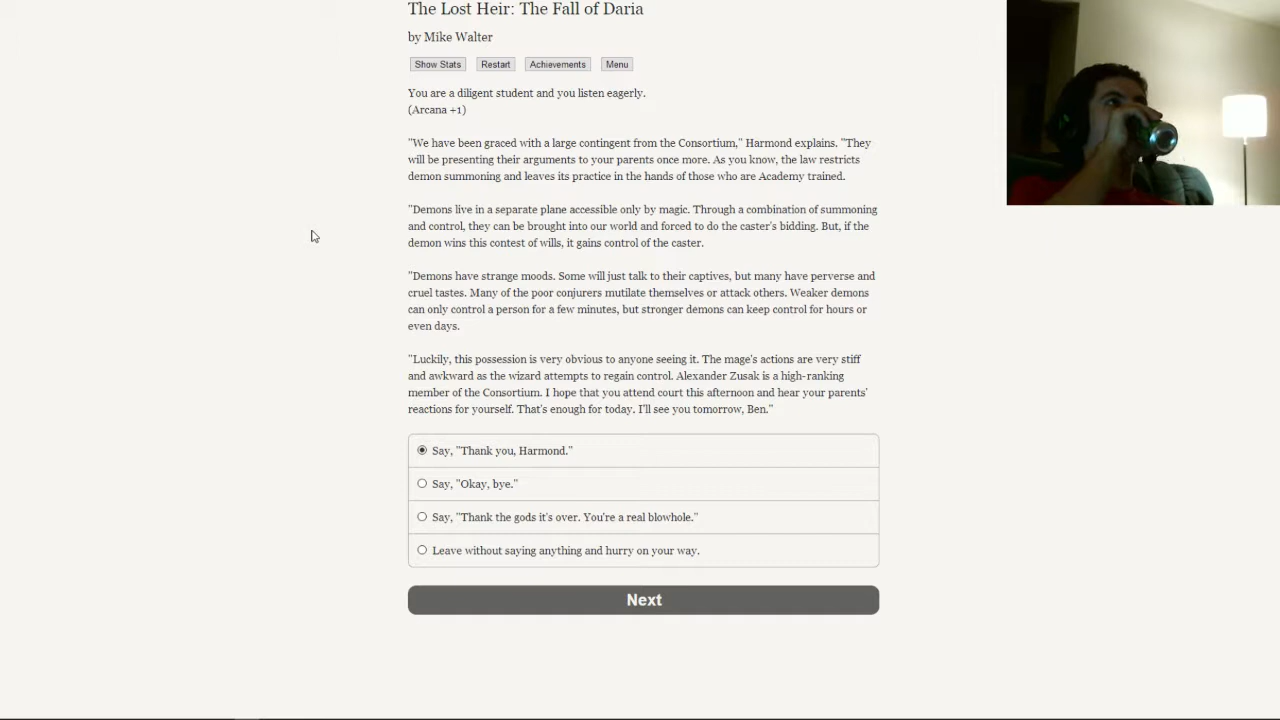 The Lost Heir: The Fall of Daria
by Mike Walter
Show Stats Restart Achievements Menu
You are a diligent student and you listen eagerly.
(Arcana +1)
"We have been graced with a large contingent from the Consortium," Harmond explains. "They
will be presenting their arguments to your parents once more. As you know, the law restricts
demon summoning and leaves its practice in the hands of those who are Academy trained.
"Demons live in a separate plane accessible only by magic. Through a combination of summoning
and control, they can be brought into our world and forced to do the caster's bidding. But, if the
demon wins this contest of wills, it gains control of the caster.
"Demons have strange moods. Some will just talk to their captives, but many have perverse and
cruel tastes. Many of the poor conjurers mutilate themselves or attack others. Weaker demons
can only control a person for a few minutes, but stronger demons can keep control for hours or
even days.
"Luckily, this possession is very obvious to anyone seeing it. The mage's actions are very stiff
and awkward as the wizard attempts to regain control. Alexander Zusak is a high-ranking
member of the Consortium. I hope that you attend court this afternoon and hear your parents'
reactions for yourself. That's enough for today. I'll see you tomorrow, Ben."
Say, "Thank you, Harmond."
Say, "Okay, bye."
Say, "Thank the gods it's over. You're a real blowhole."
Leave without saying anything and hurry on your way.
Next